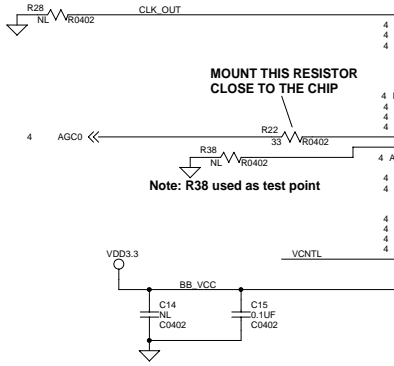 R28 CLK_OUT
NL R0402
4
4
4
MOUNT THIS RESISTOR
CLOSE TO THE CHIP
4
4
4
4
R22
4 AGC0 33 R0402
R38
NL R0402
4 A
Note: R38 used as test point
4
4
4
4
4
4
VDD3.3 VCNTL
BB_VCC
C14 C15
NL 0.1UF
C0402 C0402